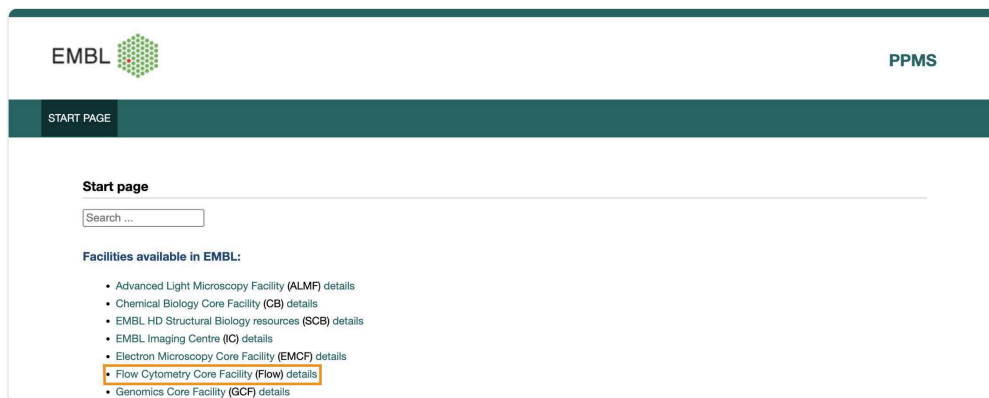 EMBL
PPMS
START PAGE
Start page
Search ...
Facilities available in EMBL:
• Advanced Light Microscopy Facility (ALMF) details
• Chemical Biology Core Facility (CB) details
• EMBL HD Structural Biology resources (SCB) details
• EMBL Imaging Centre (IC) details
• Electron Microscopy Core Facility (EMCF) details
• Flow Cytometry Core Facility (Flow) details
• Genomics Core Facility (GCF) details